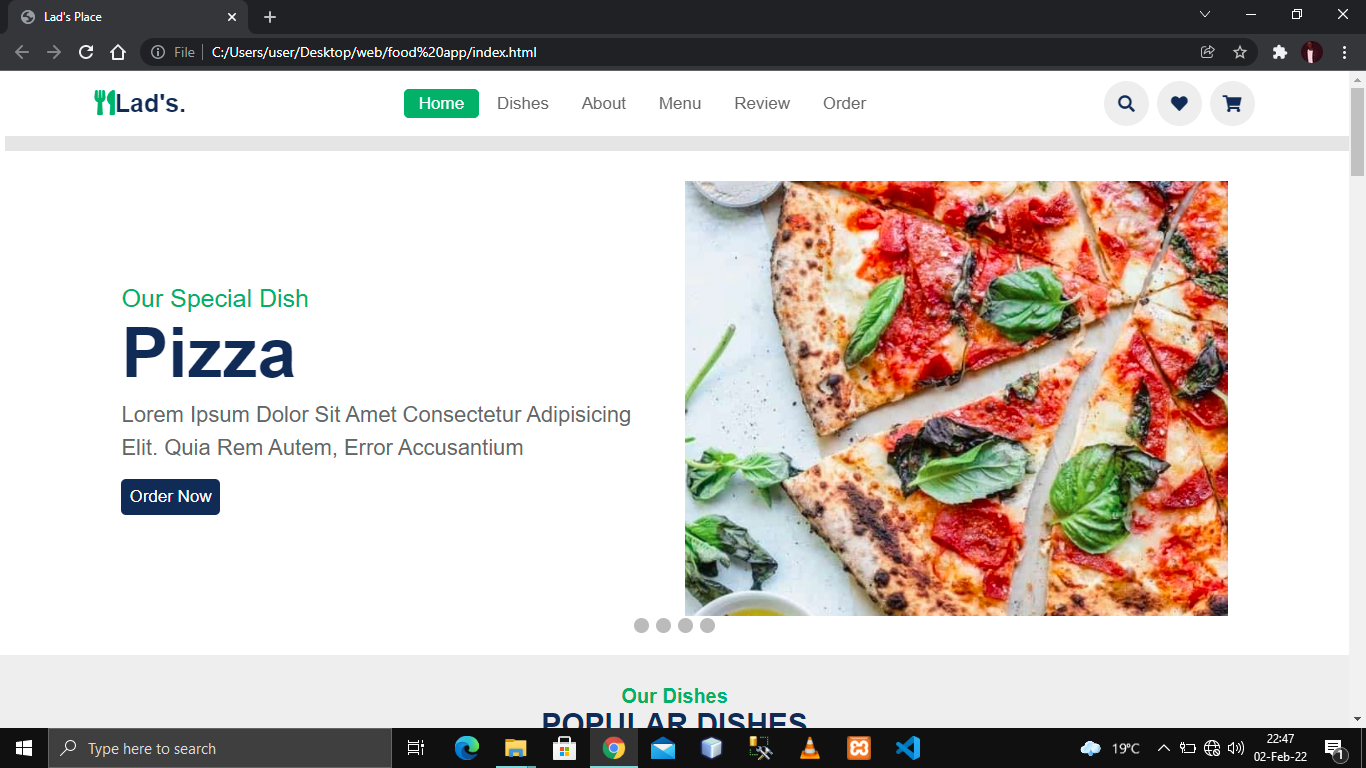 Lad's Place
File
C:/Users/user/Desktop/web/food%20app/index.html
Lad's.
Home
Dishes
About
Menu
Review
Order
Our Special Dish
Pizza
Lorem Ipsum Dolor Sit Amet Consectetur Adipisicing
Elit. Quia Rem Autem, Error Accusantium
Order Now
Our Dishes
POPULAR DISHES
Type here to search
19°C
22:47
02-Feb-22
1